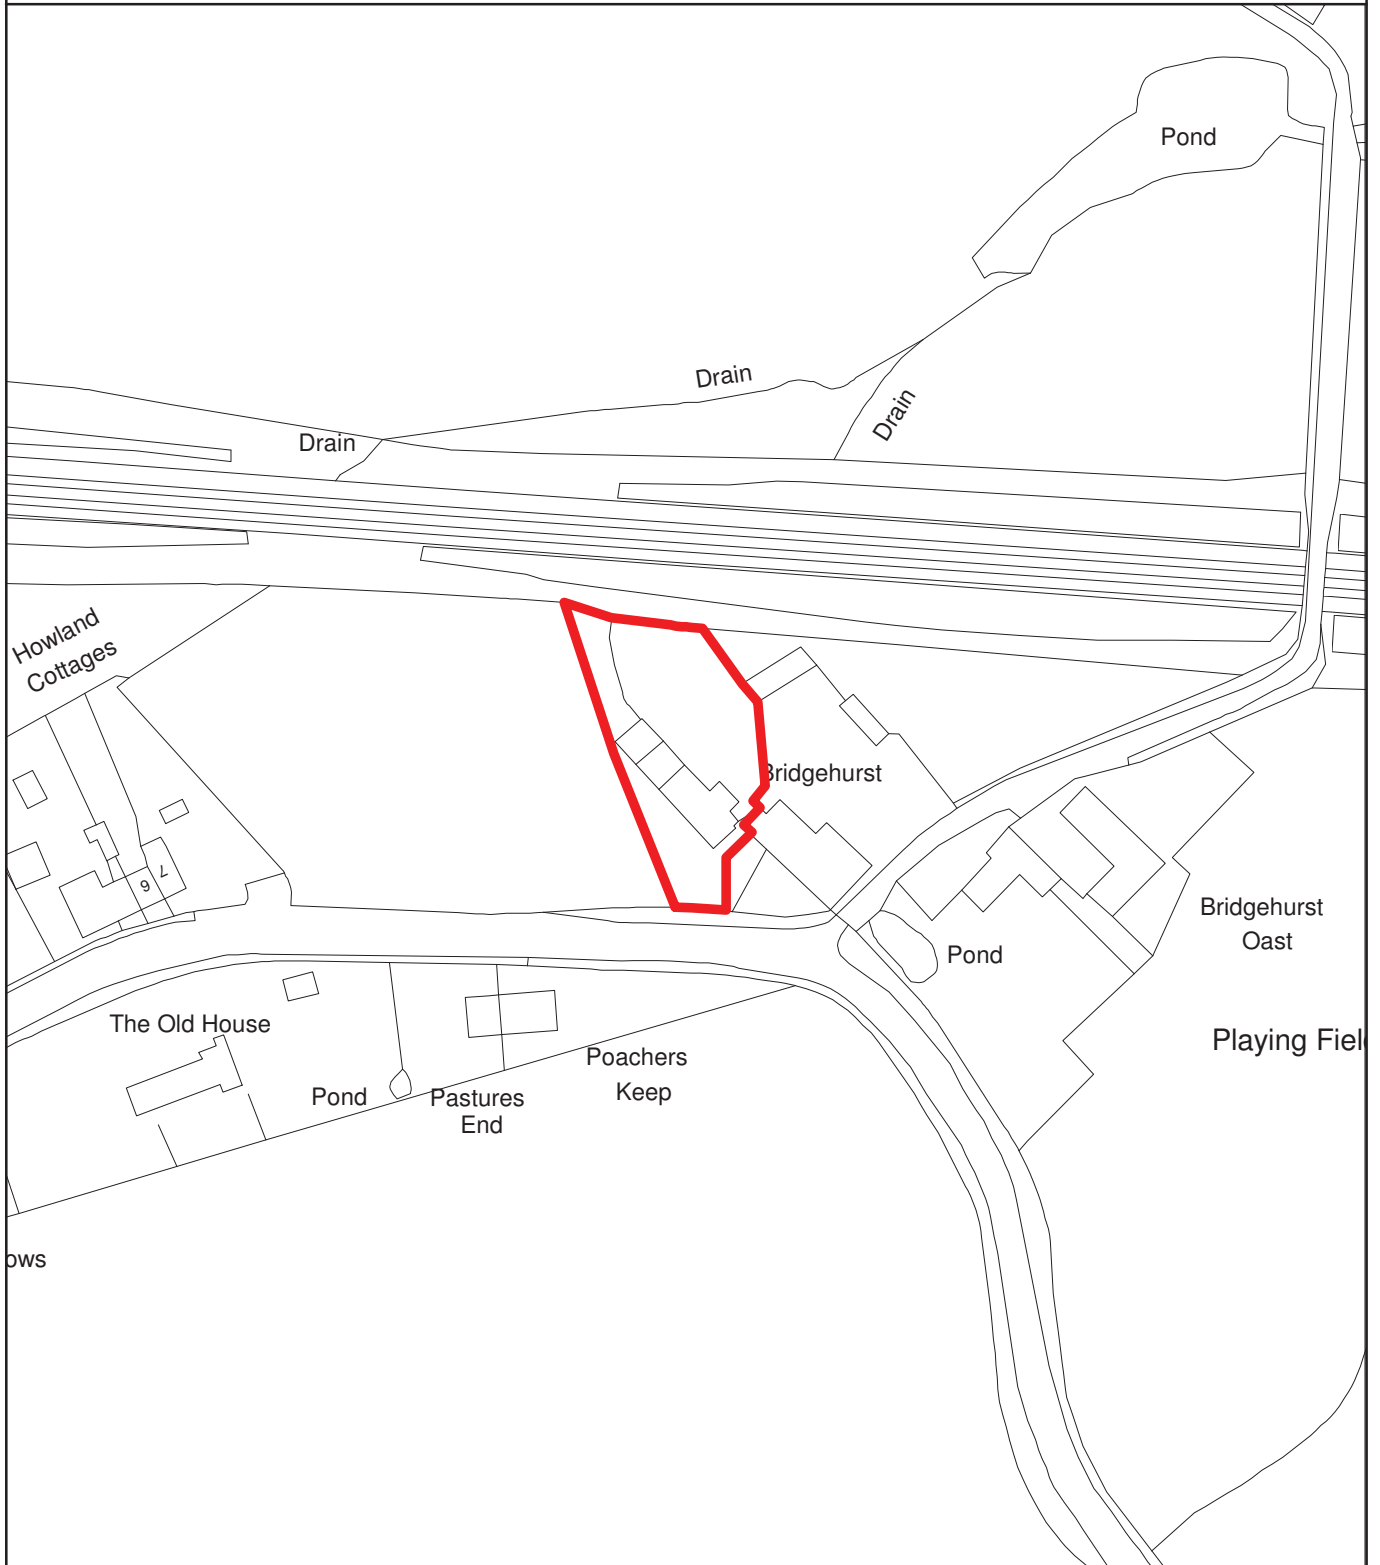 Pond
Drain
Drain
Drain
Howland
Cottages
Bridgehurst
7
6
Bridgehurst
Oast
Pond
The Old House
Playing Fiel
Poachers
Keep
Pond
Pastures
End
ows